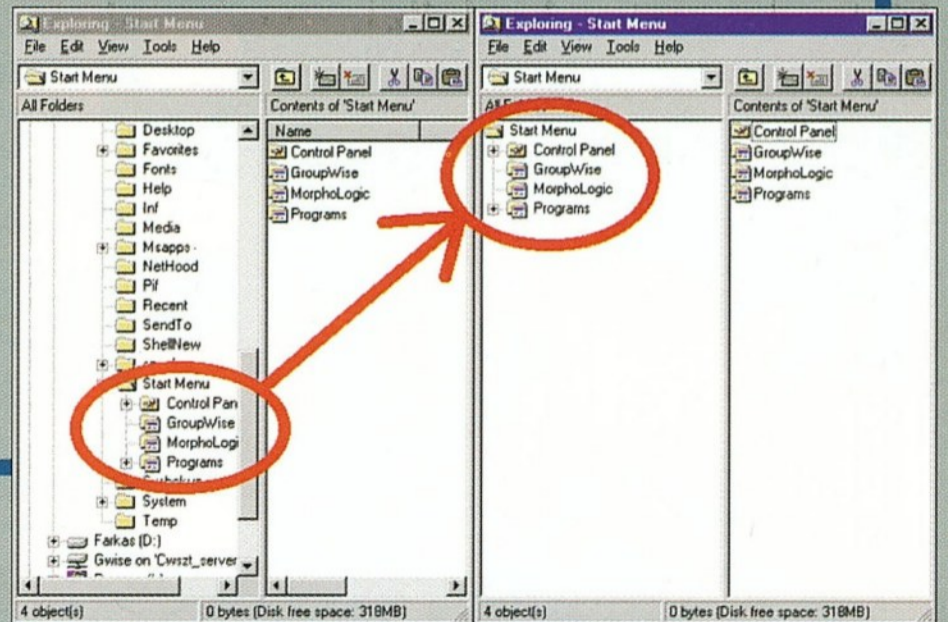 Exploring - Start Menu
File Edit View Tools Help
Start Menu
All Folders
Contents of 'Start Menu'
Desktop
Favorites
Fonts
Help
Inf
Media
Msapps
NetHood
Pif
Recent
SendTo
ShellNew
Start Menu
Control Pan
GroupWise
MorphoLogi
Programs
System
Temp
Farkas (D:)
Gwise on 'Cwszt_server
Name
Control Panel
GroupWise
MorphoLogic
Programs
4 object(s)
0 bytes (Disk free space: 318MB)
Exploring - Start Menu
File Edit View Tools Help
Start Menu
Contents of 'Start Menu'
Start Menu
Control Panel
GroupWise
MorphoLogic
Programs
Control Panel
GroupWise
MorphoLogic
Programs
4 object(s)
0 bytes (Disk free space: 318MB)